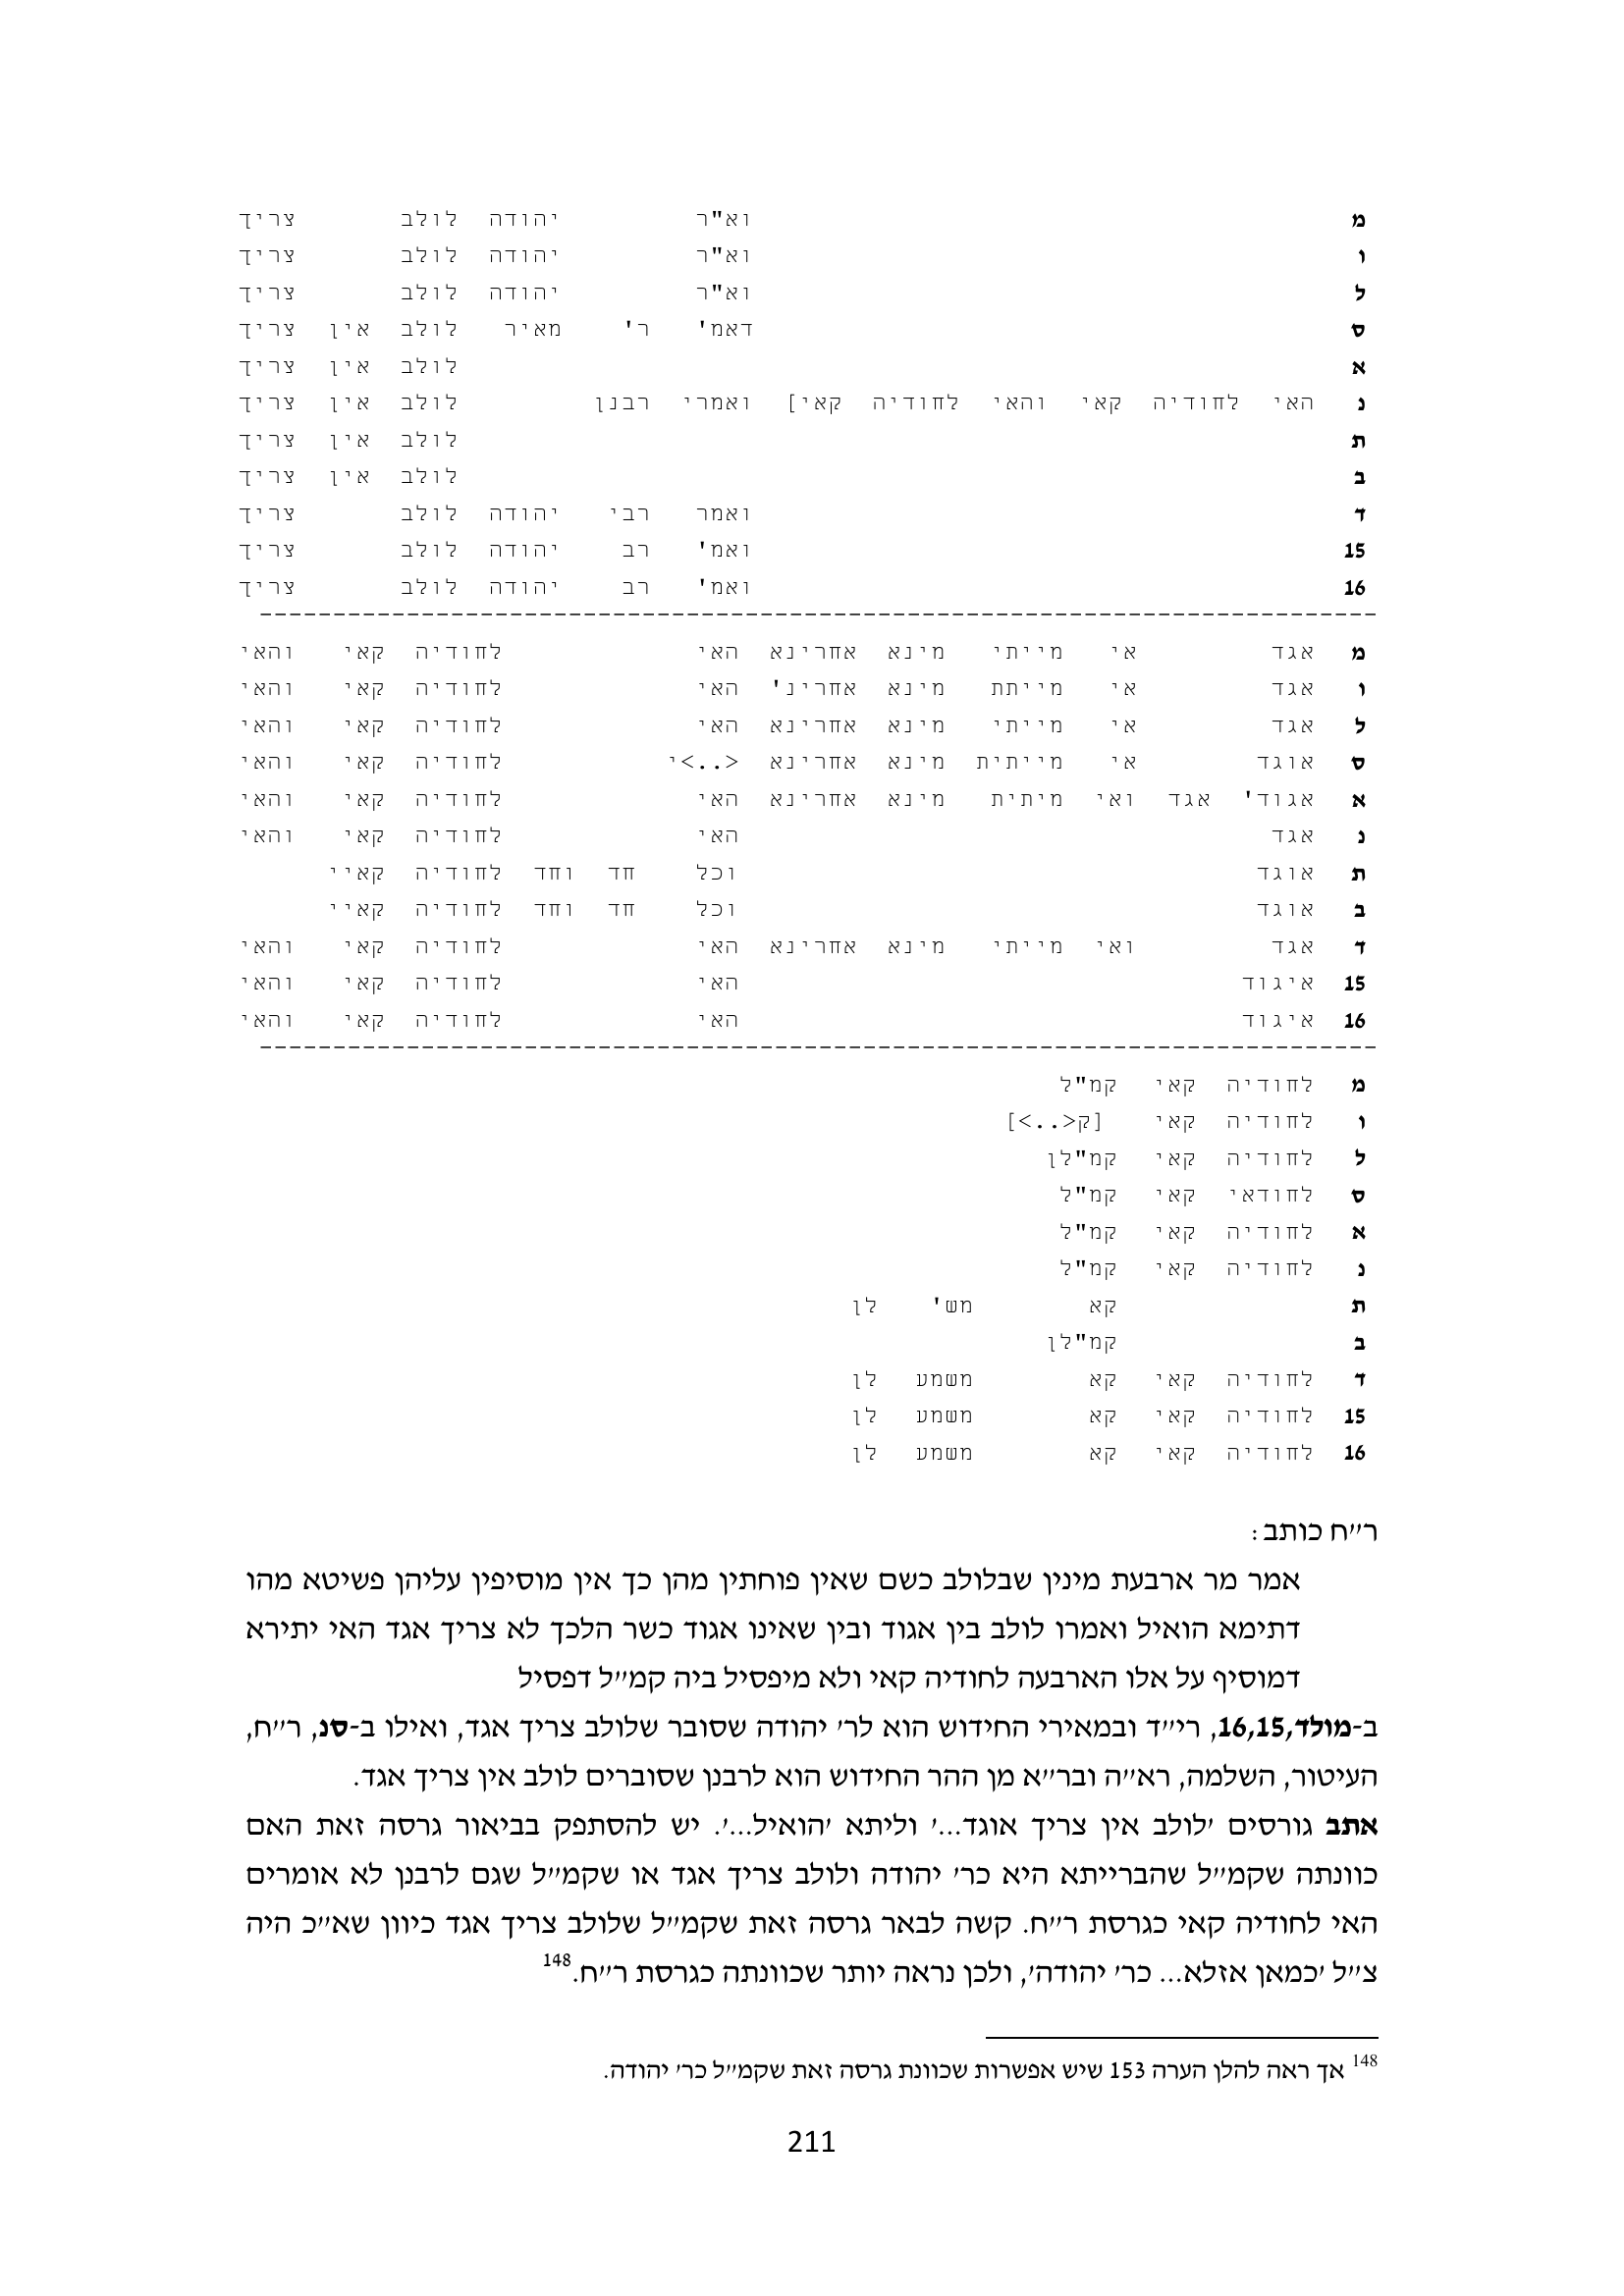 מ וא"ר יהודה לולב צריך
ו וא"ר יהודה לולב צריך
ל וא"ר יהודה לולב צריך
ס דאמ' ר' מאיר לולב אין צריך
א לולב אין צריך
נ האי לחודיה קאי והאי לחודיה קאי] ואמרי רבנן לולב אין צריך
ת לולב אין צריך
ב לולב אין צריך
ד ואמר רבי יהודה לולב צריך
15 ואמ' רב יהודה לולב צריך
16 ואמ' רב יהודה לולב צריך
----------------------------------------------------------------------------
מ אגד אי מייתי מינא אחרינא האי לחודיה קאי והאי
ו אגד אי מייתת מינא אחרינ' האי לחודיה קאי והאי
ל אגד אי מייתי מינא אחרינא האי לחודיה קאי והאי
ס אוגד אי מייתית מינא אחרינא <..>י לחודיה קאי והאי
א אגוד' אגד ואי מיתית מינא אחרינא האי לחודיה קאי והאי
נ אגד האי לחודיה קאי והאי
ת אוגד וכל חד וחד לחודיה קאיי
ב אוגד וכל חד וחד לחודיה קאיי
ד אגד ואי מייתי מינא אחרינא האי לחודיה קאי והאי
15 איגוד האי לחודיה קאי והאי
16 איגוד האי לחודיה קאי והאי
----------------------------------------------------------------------------
מ לחודיה קאי קמ"ל
ו לחודיה קאי [ק<..>]
ל לחודיה קאי קמ"לן
ס לחודאי קאי קמ"ל
א לחודיה קאי קמ"ל
נ לחודיה קאי קמ"ל
ת קא מש' לן
ב קמ"לן
ד לחודיה קאי קא משמע לן
15 לחודיה קאי קא משמע לן
16 לחודיה קאי קא משמע לן
ר״ח כותב:
אמר מר ארבעת מינין שבלולב כשם שאין פוחתין מהן כך אין מוסיפין עליהן פשיטא מהו
דתימא הואיל ואמרו לולב בין אגוד ובין שאינו אגוד כשר הלכך לא צריך אגד האי יתירא
דמוסיף על אלו הארבעה לחודיה קאי ולא מיפסיל ביה קמ״ל דפסיל
ב-מולד,16,15, רי״ד ובמאירי החידוש הוא לר׳ יהודה שסובר שלולב צריך אגד, ואילו ב-סנ, ר״ח,
העיטור, השלמה, רא״ה ובר״א מן ההר החידוש הוא לרבנן שסוברים לולב אין צריך אגד.
אתב גורסים ׳לולב אין צריך אוגד...׳ וליתא ׳הואיל...׳. יש להסתפק בביאור גרסה זאת האם
כוונתה שקמ״ל שהברייתא היא כר׳ יהודה ולולב צריך אגד או שקמ״ל שגם לרבנן לא אומרים
האי לחודיה קאי כגרסת ר״ח. קשה לבאר גרסה זאת שקמ״ל שלולב צריך אגד כיוון שא״כ היה
צ״ל ׳כמאן אזלא... כר׳ יהודה׳, ולכן נראה יותר שכוונתה כגרסת ר״ח.148
148 אך ראה להלן הערה 153 שיש אפשרות שכוונת גרסה זאת שקמ״ל כר׳ יהודה.
211